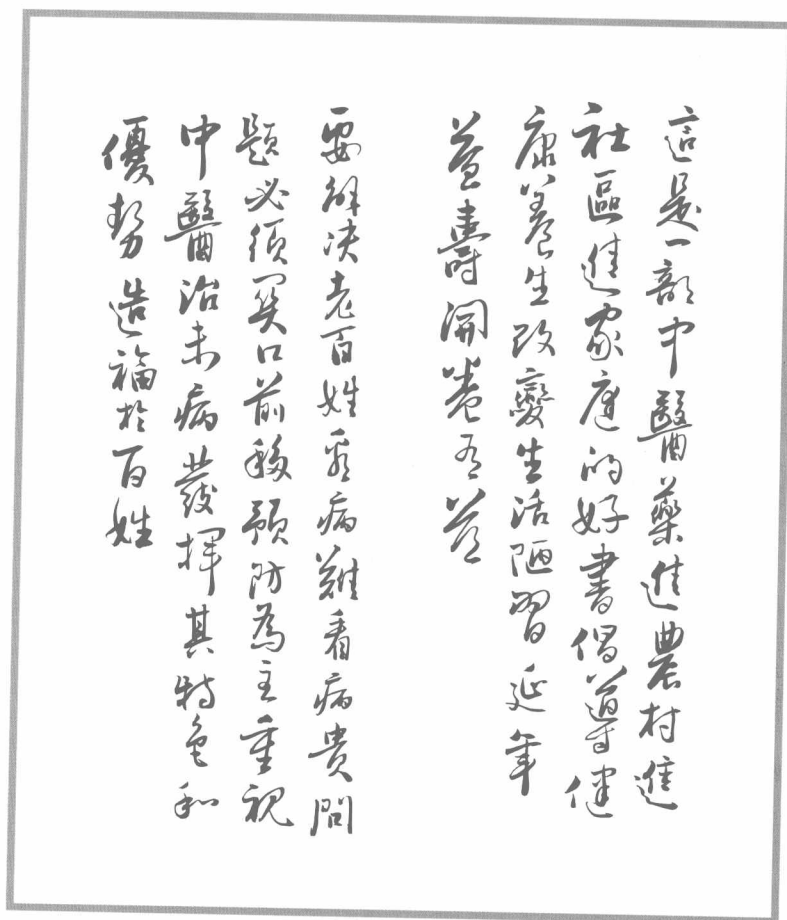 這是一部中醫藥進農村進
社區進家庭的好書倡導健
康養生改變生活陋習延年
益壽開卷有益
要解决老百姓看病難看病貴問
題必須關口前移預防為主重視
中醫治未病發揮其特色和
優勢造福於百姓